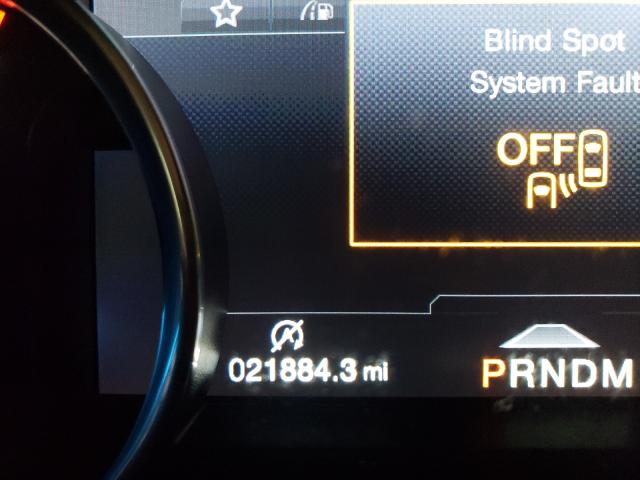 Blind Spot
System Fault
OFF
021884.3 mi
PRNDM